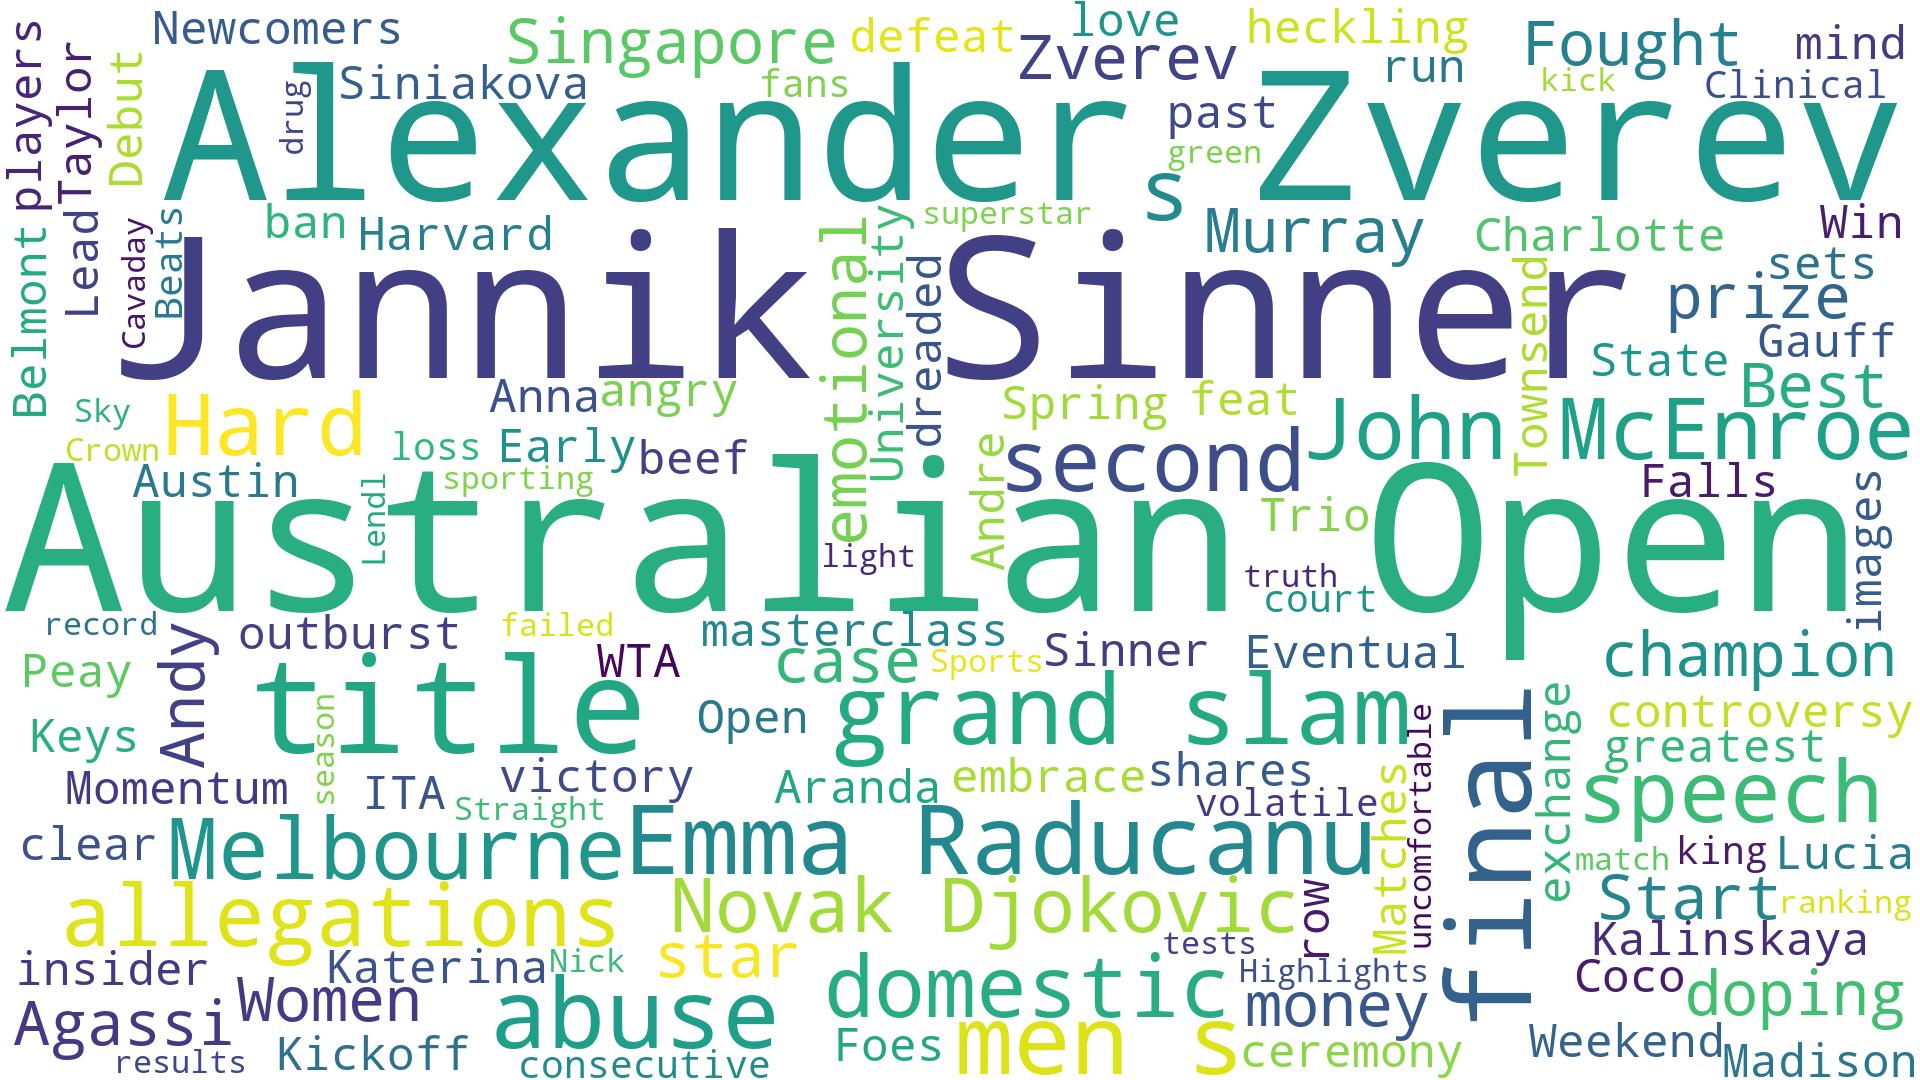 Newcomers
Singapore
defeat
love
heckling
Fought
mind
players
Taylor
Debut
drug
Siniakova
fans
Zverev
run
kick
Clinical
Alexander Zverev
past
green
s
Belmont
Lead
Cavaday
Beats
ban
Harvard
emotional
University
superstar
dreaded
Murray
Charlotte
Win
Jannik Sinner
Townsend
sets
prize
Gauff
State
Best
Sky
Crown
Hard
Anna
angry
loss
Early
beef
Spring
feat
second
John McEnroe
Austin
Lendl
sporting
Andre
Trio
Falls
images
Australian Open
light
truth
court
record
Andy
outburst
failed
WTA
masterclass
case
Sports
Sinner
Eventual
champion
Peay
Keys
title
Open
grand slam
final
exchange
controversy
greatest
Momentum
season
ITA
victory
Straight
Aranda
embrace
shares
volatile
Matches
uncomfortable
speech
clear
Melbourne
Emma Raducanu
match
king
Lucia
allegations
Novak Djokovic
row
Start
ranking
insider
Katerina
Nick
star
tests
Highlights
Kalinskaya
Coco
doping
Agassi
Women
abuse
domestic
money
results
Kickoff
consecutive
Foes
men s
ceremony
Weekend
Madison